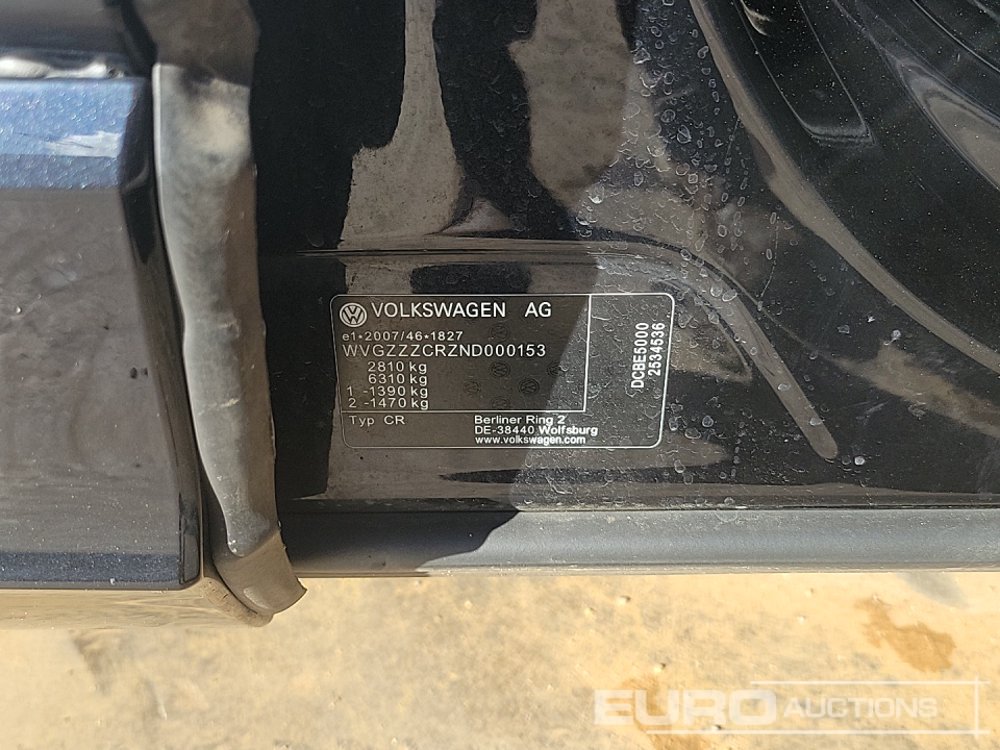 VOLKSWAGEN AG
e1*2007/46*1827
WVGZZZCRZND000153
2810 kg
6310 kg
1 -1390 kg
2 -1470 kg
Typ CR
Berliner Ring 2
DE-38440 Wolfsburg
www.volkswagen.com
DCBE5000
2534536
EURO AUCTIONS